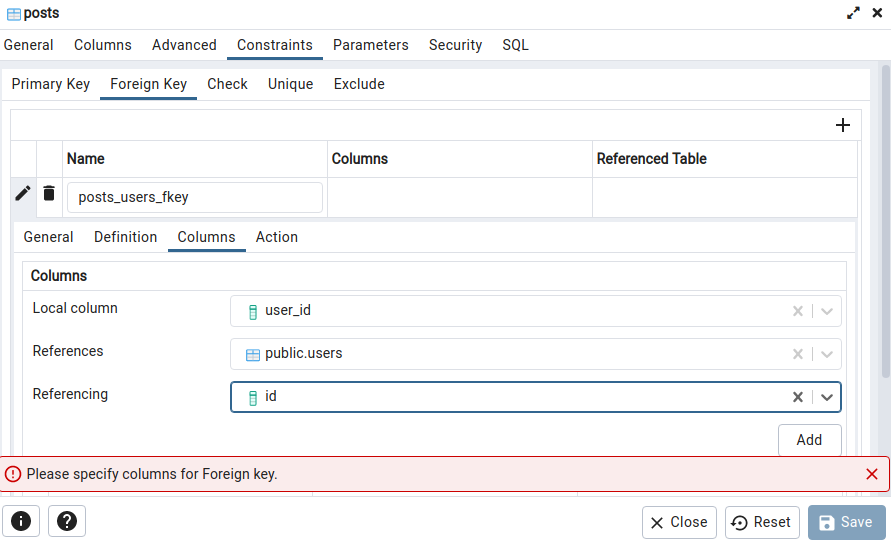 posts
General Columns Advanced Constraints Parameters Security SQL
Primary Key Foreign Key Check Unique Exclude
Name Columns Referenced Table
posts_users_fkey
General Definition Columns Action
Columns
Local column user_id
References public.users
Referencing id
Add
Please specify columns for Foreign key.
Close Reset Save